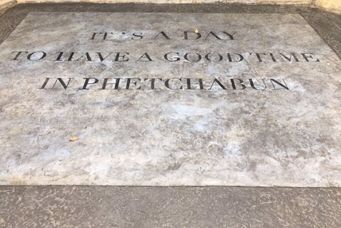 IT'S A DAY
TO HAVE A GOOD TIME
IN PHETCHABUN